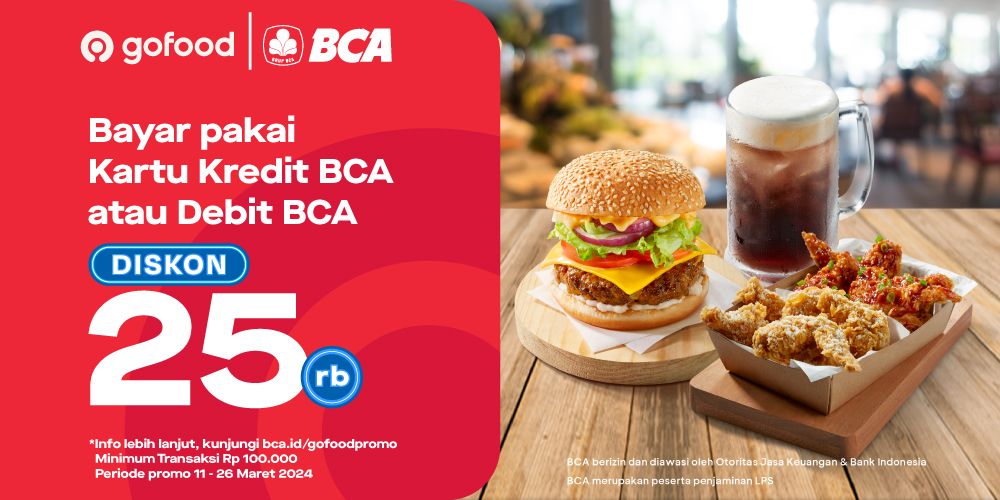 gofood
GRUP BCA
BCA
Bayar pakai
Kartu Kredit BCA
atau Debit BCA
DISKON
25
rb
*Info lebih lanjut, kunjungi bca.id/gofoodpromo
Minimum Transaksi Rp 100.000
Periode promo 11 - 26 Maret 2024
BCA berizin dan diawasi oleh Otoritas Jasa Keuangan & Bank Indonesia
BCA merupakan peserta penjaminan LPS